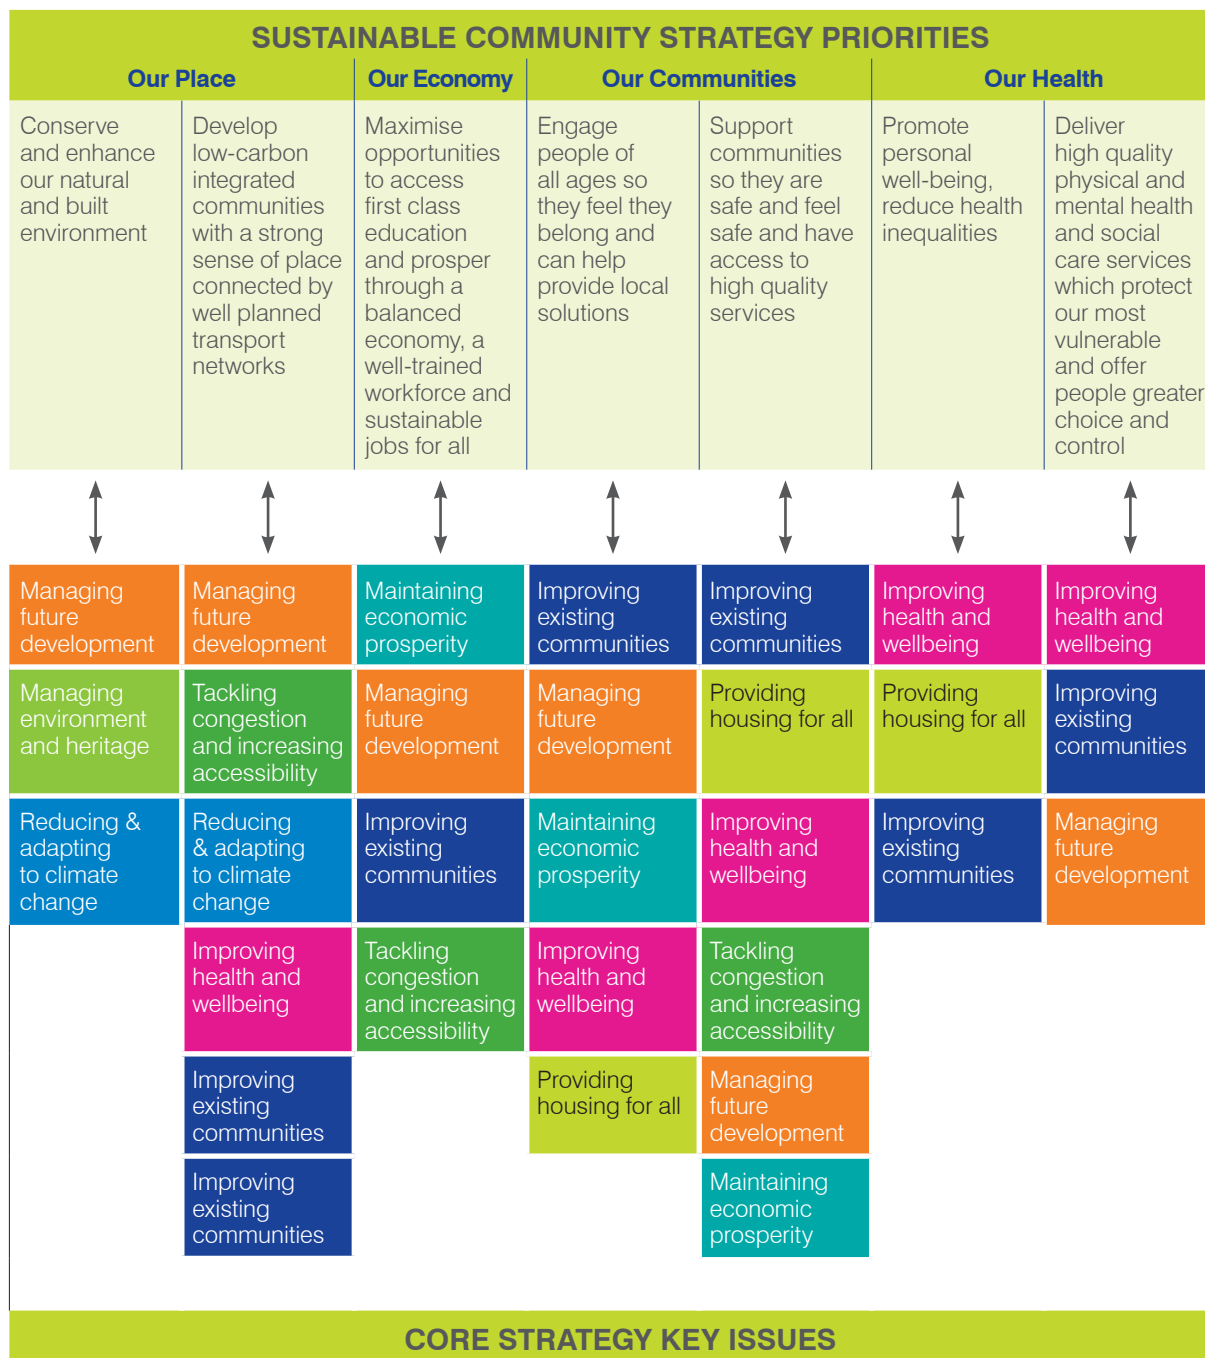 SUSTAINABLE COMMUNITY STRATEGY PRIORITIES
Our Place
Our Economy
Our Communities
Our Health
Conserve
and enhance
our natural
and built
environment
Develop
low-carbon
integrated
communities
with a strong
sense of place
connected by
well planned
transport
networks
Maximise
opportunities
to access
first class
education
and prosper
through a
balanced
economy, a
well-trained
workforce and
sustainable
jobs for all
Engage
people of
all ages so
they feel they
belong and
can help
provide local
solutions
Support
communities
so they are
safe and feel
safe and have
access to
high quality
services
Promote
personal
well-being,
reduce health
inequalities
Deliver
high quality
physical and
mental health
and social
care services
which protect
our most
vulnerable
and offer
people greater
choice and
control
Managing
future
development
Managing
environment
and heritage
Reducing &
adapting
to climate
change
Managing
future
development
Tackling
congestion
and increasing
accessibility
Reducing
& adapting
to climate
change
Improving
health and
wellbeing
Improving
existing
communities
Improving
existing
communities
Maintaining
economic
prosperity
Managing
future
development
Improving
existing
communities
Tackling
congestion
and increasing
accessibility
Improving
existing
communities
Managing
future
development
Maintaining
economic
prosperity
Improving
health and
wellbeing
Providing
housing for all
Improving
existing
communities
Providing
housing for all
Improving
health and
wellbeing
Tackling
congestion
and increasing
accessibility
Managing
future
development
Maintaining
economic
prosperity
Improving
health and
wellbeing
Providing
housing for all
Improving
existing
communities
Improving
health and
wellbeing
Improving
existing
communities
Managing
future
development
CORE STRATEGY KEY ISSUES